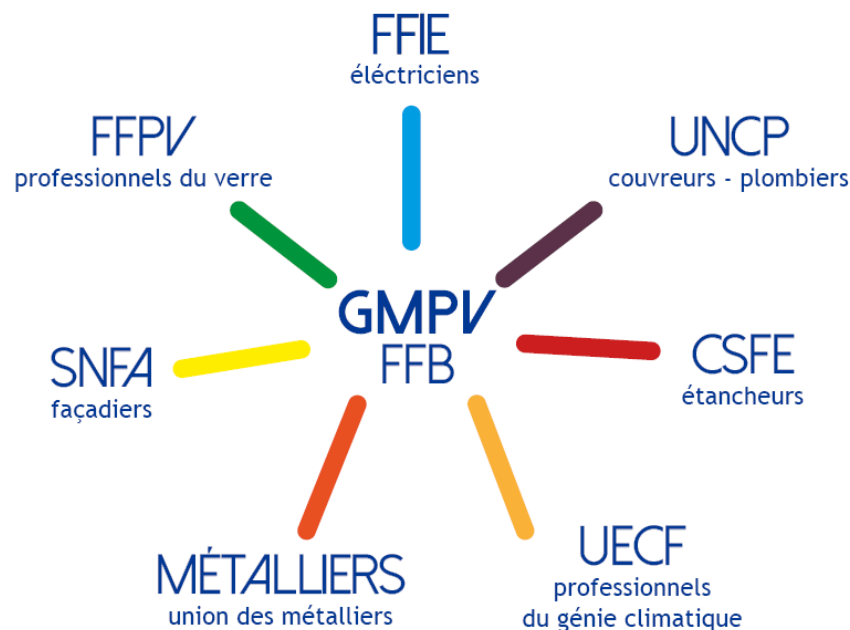 FFIE
éléctriciens
FFPV
professionnels du verre
UNCP
couvreurs - plombiers
GMPV
FFB
SNFA
façadiers
CSFE
étancheurs
MÉTALLIERS
union des métalliers
UECF
professionnels
du génie climatique